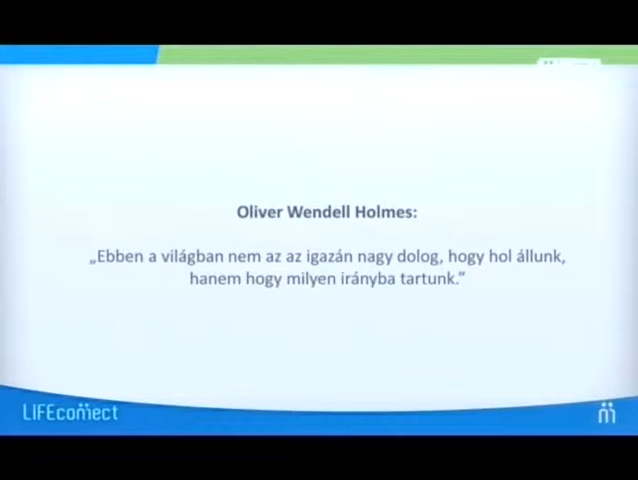 Oliver Wendell Holmes:
„Ebben a világban nem az az igazán nagy dolog, hogy hol állunk,
hanem hogy milyen irányba tartunk.”
LIFEconnect